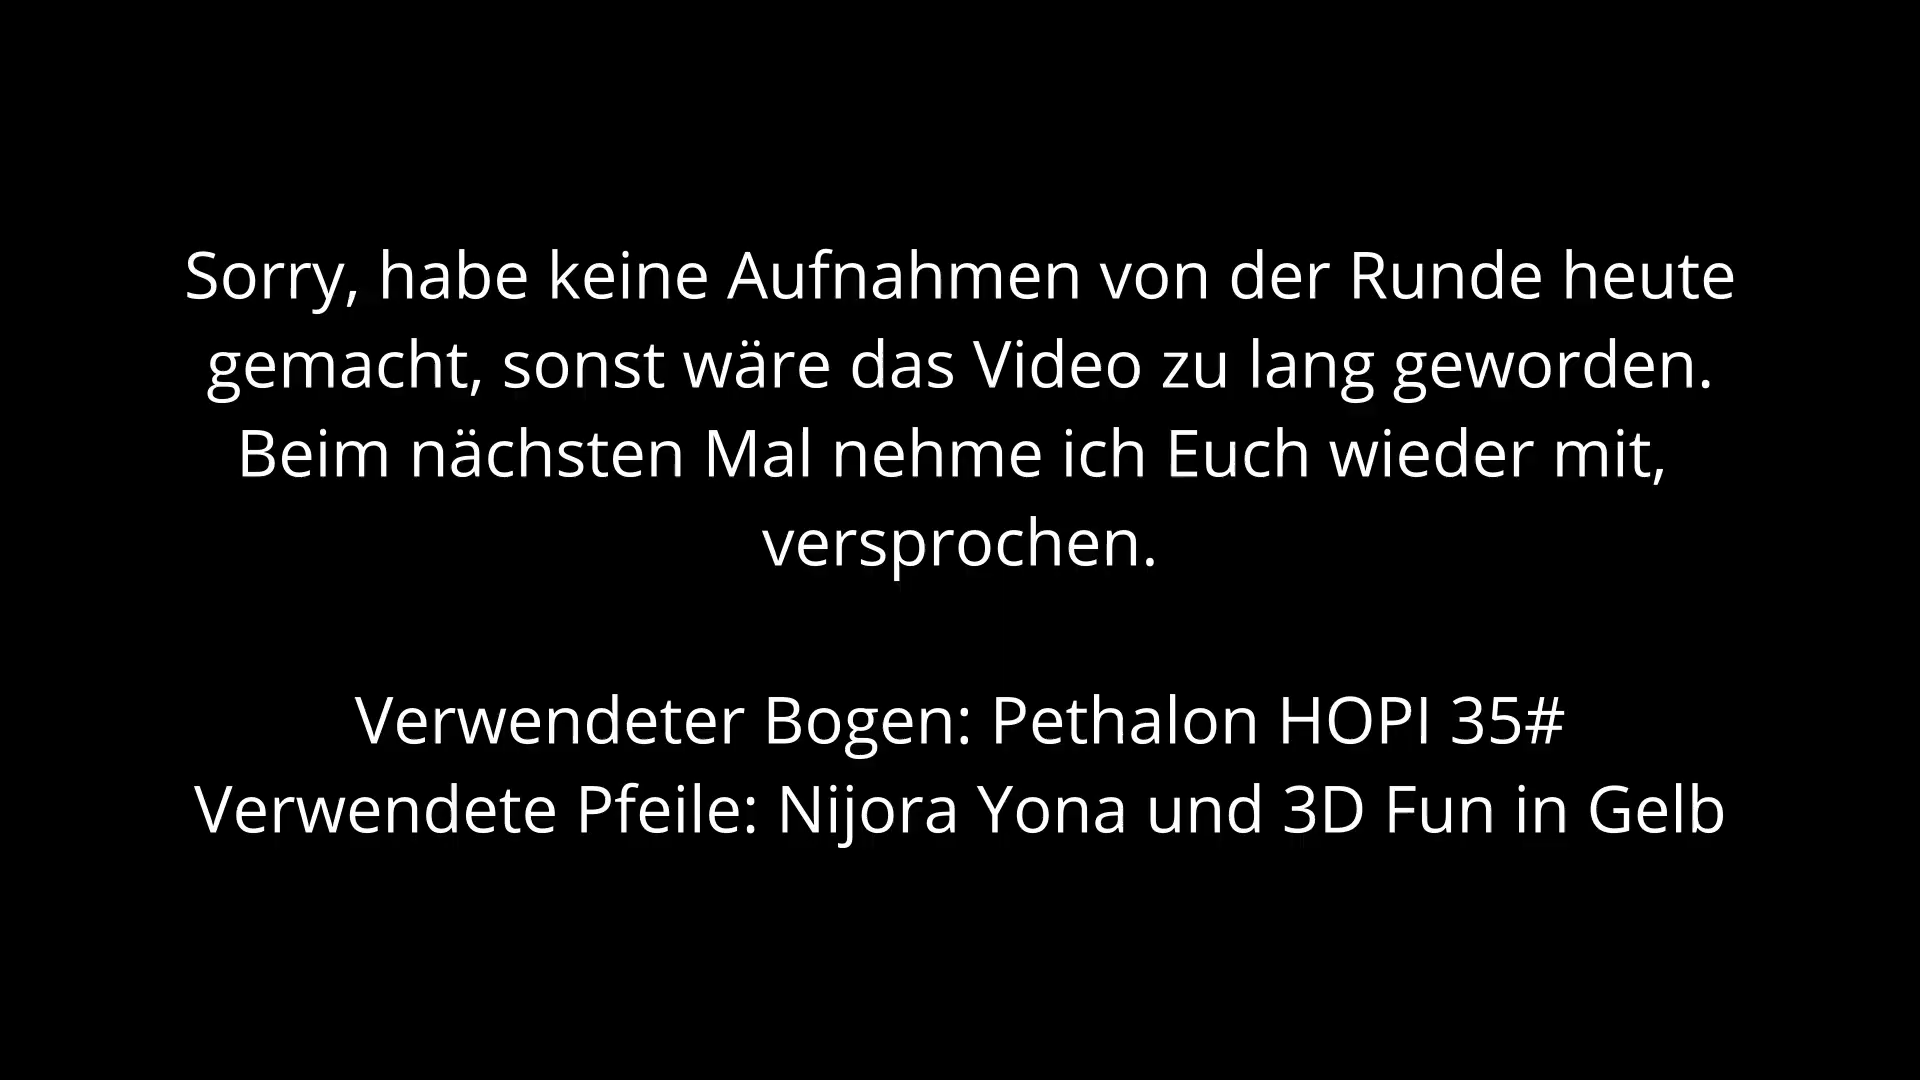 Sorry, habe keine Aufnahmen von der Runde heute
gemacht, sonst wäre das Video zu lang geworden.
Beim nächsten Mal nehme ich Euch wieder mit,
versprochen.
Verwendeter Bogen: Pethalon HOPI 35#
Verwendete Pfeile: Nijora Yona und 3D Fun in Gelb